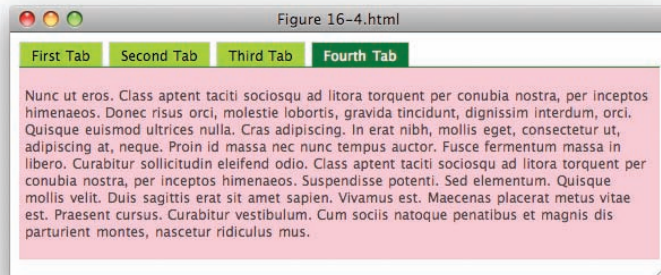 Figure 16-4.html
First Tab Second Tab Third Tab Fourth Tab
Nunc ut eros. Class aptent taciti sociosqu ad litora torquent per conubia nostra, per inceptos
himenaeos. Donec risus orci, molestie lobortis, gravida tincidunt, dignissim interdum, orci.
Quisque euismod ultrices nulla. Cras adipiscing. In erat nibh, mollis eget, consectetur ut,
adipiscing at, neque. Proin id massa nec nunc tempus auctor. Fusce fermentum massa in
libero. Curabitur sollicitudin eleifend odio. Class aptent taciti sociosqu ad litora torquent per
conubia nostra, per inceptos himenaeos. Suspendisse potenti. Sed elementum. Quisque
mollis velit. Duis sagittis erat sit amet sapien. Vivamus est. Maecenas placerat metus vitae
est. Praesent cursus. Curabitur vestibulum. Cum sociis natoque penatibus et magnis dis
parturient montes, nascetur ridiculus mus.